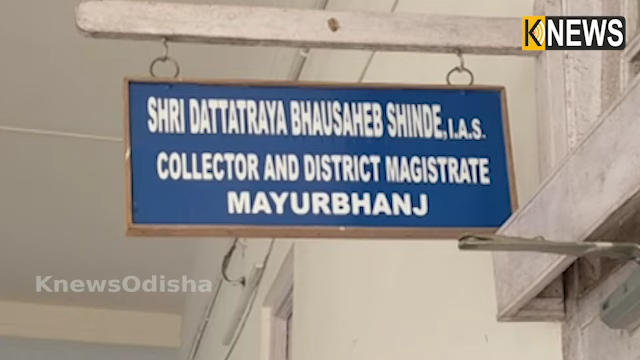 KNEWS
SHRI DATTATRAYA BHAUSAHEB SHINDE, I.A.S.
COLLECTOR AND DISTRICT MAGISTRATE
MAYURBHANJ
KnewsOdisha